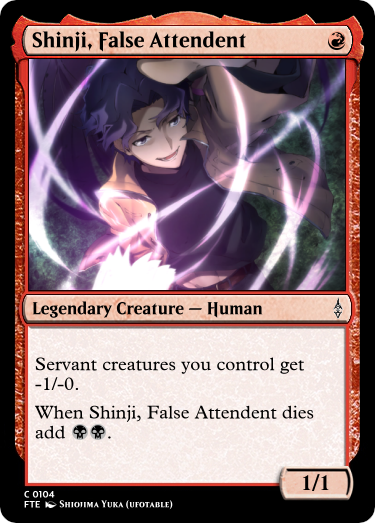 Shinji, False Attendent
Legendary Creature — Human
Servant creatures you control get
-1/-0.
When Shinji, False Attendent dies
add .
1/1
C 0104
FTE Shiojima Yuka (ufotable)